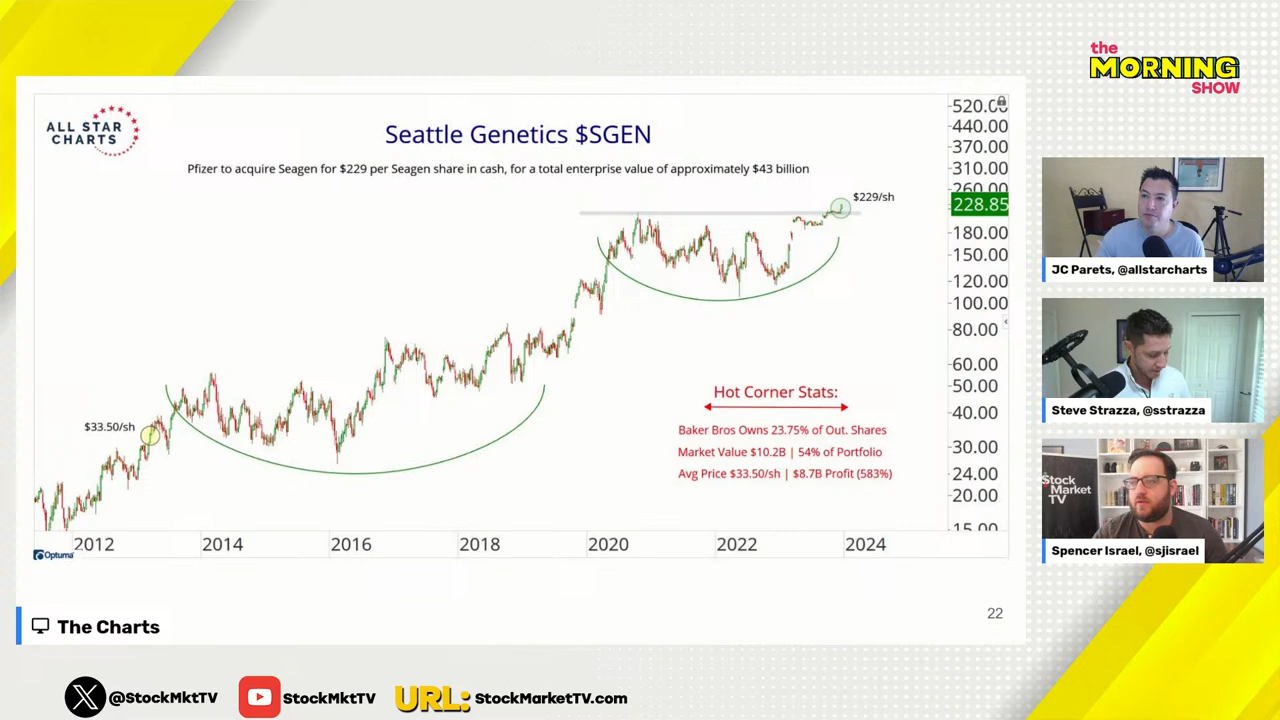 the
MORNING
SHOW
ALL STAR
CHARTS
Seattle Genetics $SGEN
Pfizer to acquire Seagen for $229 per Seagen share in cash, for a total enterprise value of approximately $43 billion
$229/sh
$33.50/sh
Hot Corner Stats:
Baker Bros Owns 23.75% of Out. Shares
Market Value $10.2B | 54% of Portfolio
Avg Price $33.50/sh | $8.7B Profit (583%)
520.00
440.00
370.00
310.00
260.00
228.85
180.00
150.00
120.00
100.00
80.00
60.00
50.00
40.00
30.00
24.00
20.00
15.00
2012
2014
2016
2018
2020
2022
2024
Optuma
22
The Charts
JC Parets, @allstarcharts
Steve Strazza, @sstrazza
Stock
Market
TV
Spencer Israel, @sjisrael
@StockMktTV
StockMktTV
URL:
StockMarketTV.com